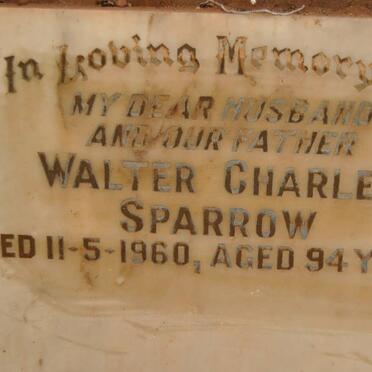 In Loving Memory
MY DEAR HUSBAND
AND OUR FATHER
WALTER CHARLE
SPARROW
ED 11-5-1960, AGED 94 Y